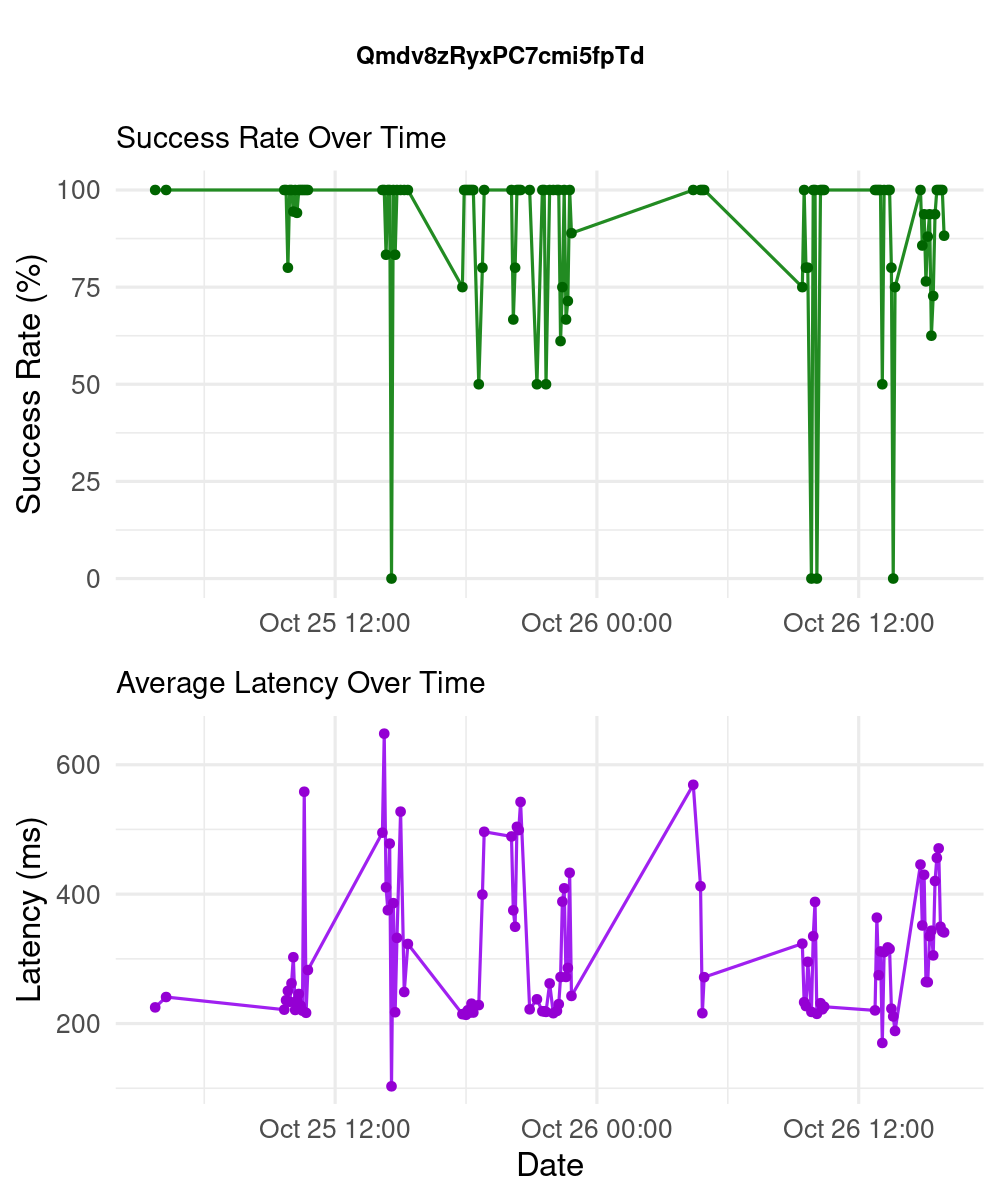 Qmdv8zRyxPC7cmi5fpTd
Success Rate Over Time
Success Rate (%)
100
75
50
25
0
Oct 25 12:00 Oct 26 00:00 Oct 26 12:00
Average Latency Over Time
Latency (ms)
600
400
200
Oct 25 12:00 Oct 26 00:00 Oct 26 12:00
Date